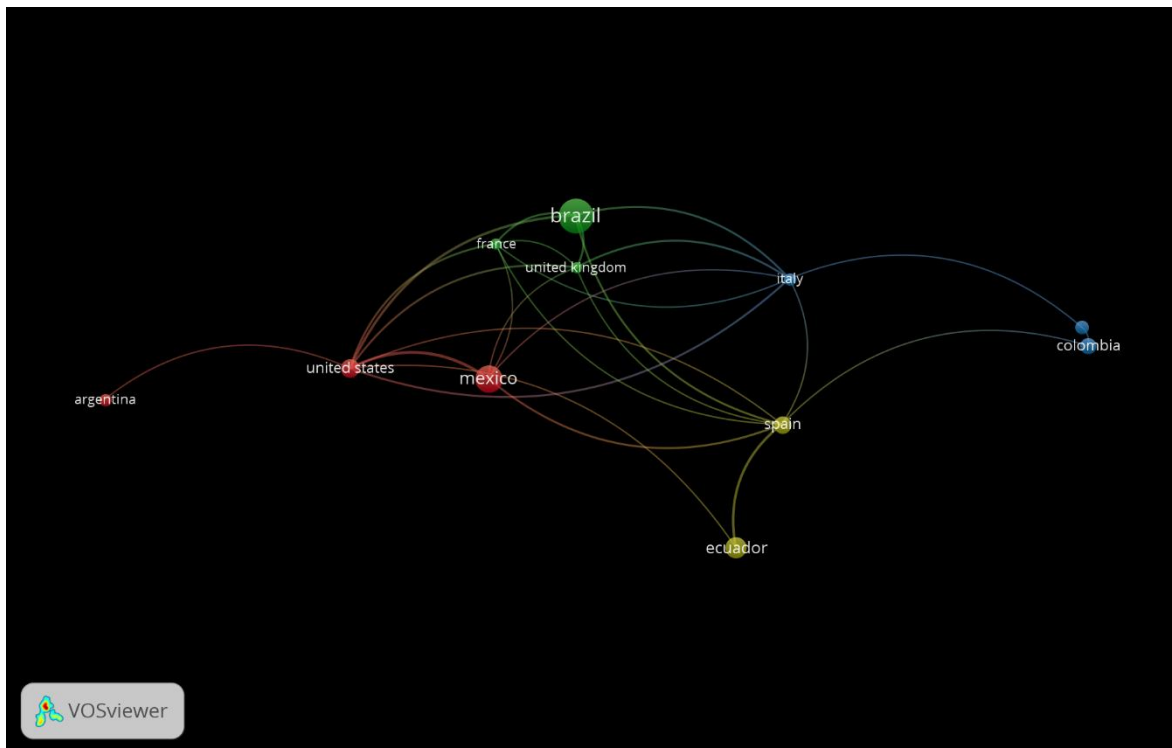 brazil
france
united kingdom
italy
colombia
united states
mexico
argentina
spain
ecuador
VOSviewer